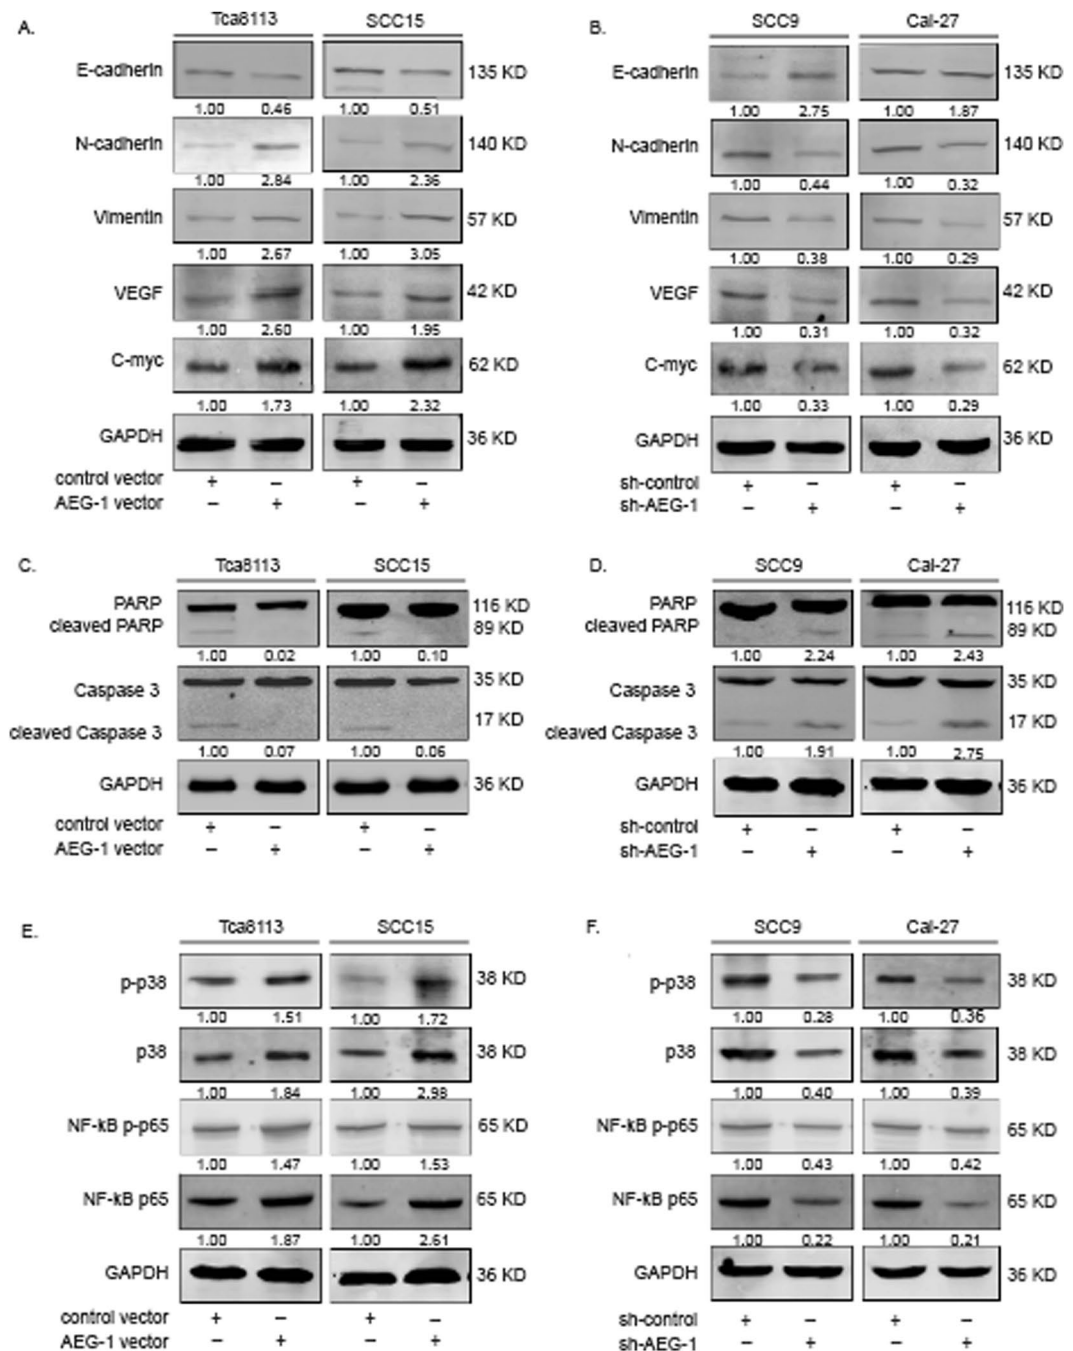 A.
Tca8113 SCC15
E-cadherin 135 KD
1.00 0.46 1.00 0.51
N-cadherin 140 KD
1.00 2.84 1.00 2.36
Vimentin 57 KD
1.00 2.67 1.00 3.05
VEGF 42 KD
1.00 2.60 1.00 1.95
C-myc 62 KD
1.00 1.73 1.00 2.32
GAPDH 36 KD
control vector + − + −
AEG-1 vector − + − +
B.
SCC9 Cal-27
E-cadherin 135 KD
1.00 2.75 1.00 1.87
N-cadherin 140 KD
1.00 0.44 1.00 0.32
Vimentin 57 KD
1.00 0.38 1.00 0.29
VEGF 42 KD
1.00 0.31 1.00 0.32
C-myc 62 KD
1.00 0.33 1.00 0.29
GAPDH 36 KD
sh-control + − + −
sh-AEG-1 − + − +
C.
Tca8113 SCC15
PARP 116 KD
cleaved PARP 89 KD
1.00 0.02 1.00 0.10
Caspase 3 35 KD
cleaved Caspase 3 17 KD
1.00 0.07 1.00 0.06
GAPDH 36 KD
control vector + − + −
AEG-1 vector − + − +
D.
SCC9 Cal-27
PARP 116 KD
cleaved PARP 89 KD
1.00 2.24 1.00 2.43
Caspase 3 35 KD
cleaved Caspase 3 17 KD
1.00 1.91 1.00 2.75
GAPDH 36 KD
sh-control + − + −
sh-AEG-1 − + − +
E.
Tca8113 SCC15
p-p38 38 KD
1.00 1.51 1.00 1.72
p38 38 KD
1.00 1.84 1.00 2.98
NF-kB p-p65 65 KD
1.00 1.47 1.00 1.53
NF-kB p65 65 KD
1.00 1.87 1.00 2.61
GAPDH 36 KD
control vector + − + −
AEG-1 vector − + − +
F.
SCC9 Cal-27
p-p38 38 KD
1.00 0.28 1.00 0.36
p38 38 KD
1.00 0.40 1.00 0.39
NF-kB p-p65 65 KD
1.00 0.43 1.00 0.42
NF-kB p65 65 KD
1.00 0.22 1.00 0.21
GAPDH 36 KD
sh-control + − + −
sh-AEG-1 − + − +